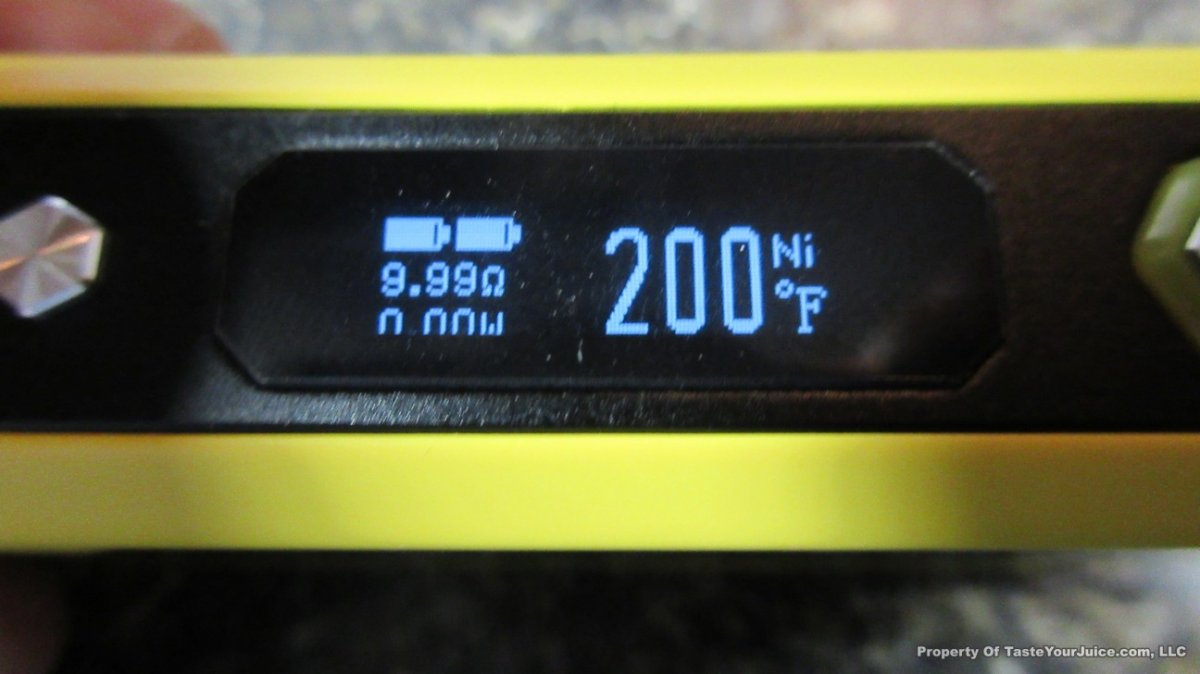 9.99Ω
0.00W
200 Ni
°F
Property Of TasteYourJuice.com, LLC